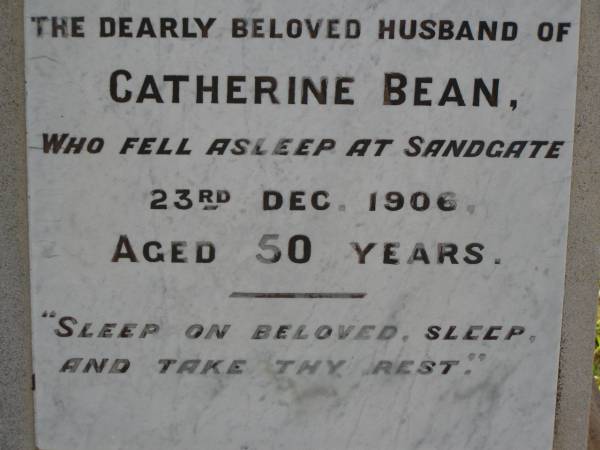 THE DEARLY BELOVED HUSBAND OF
CATHERINE BEAN,
WHO FELL ASLEEP AT SANDGATE
23RD DEC. 1906,
AGED 50 YEARS.
"SLEEP ON BELOVED, SLEEP,
AND TAKE THY REST."